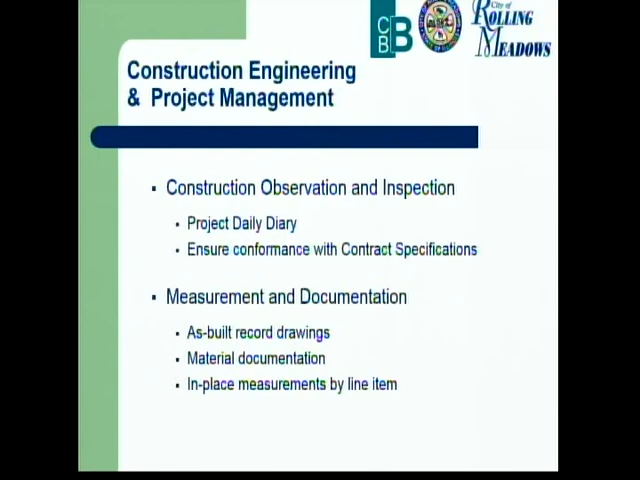 CBB
City of
ROLLING
MEADOWS
Construction Engineering
& Project Management
▪ Construction Observation and Inspection
▪ Project Daily Diary
▪ Ensure conformance with Contract Specifications
▪ Measurement and Documentation
▪ As-built record drawings
▪ Material documentation
▪ In-place measurements by line item